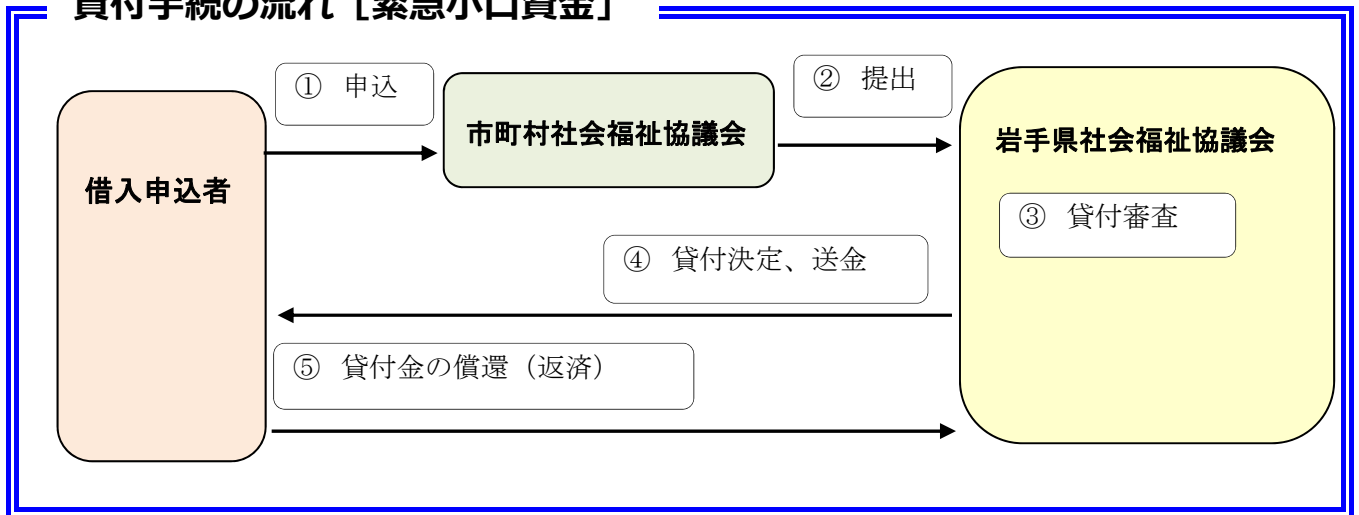 貸付手続の流れ［緊急小口資金］
① 申込
② 提出
市町村社会福祉協議会
岩手県社会福祉協議会
借入申込者
③ 貸付審査
④ 貸付決定、送金
⑤ 貸付金の償還（返済）